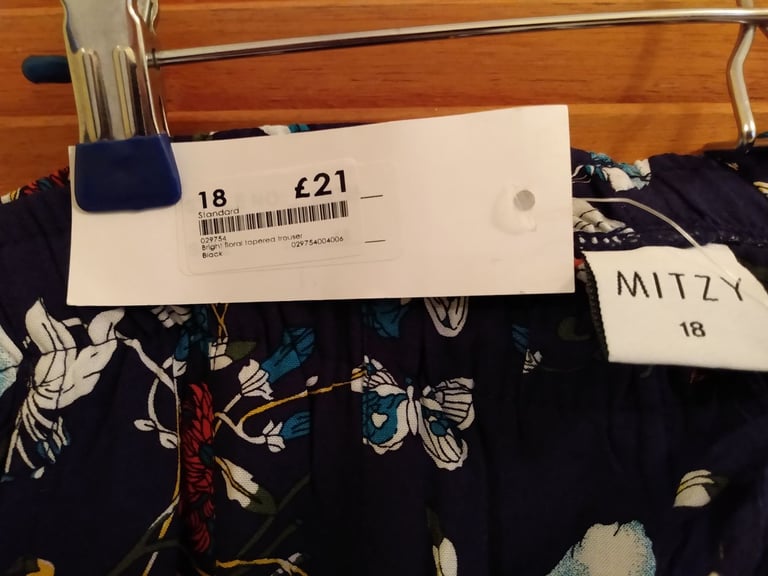 18 £21
Standard
029754
Bright floral tapered trouser
Black 029754004006
MITZY
18